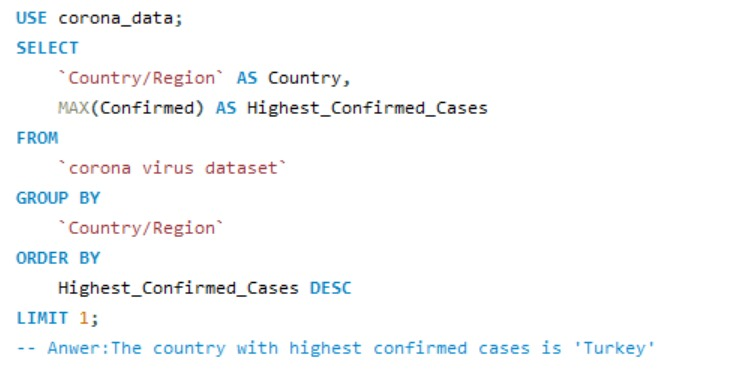 USE corona_data;
SELECT
`Country/Region` AS Country,
MAX(Confirmed) AS Highest_Confirmed_Cases
FROM
`corona virus dataset`
GROUP BY
`Country/Region`
ORDER BY
Highest_Confirmed_Cases DESC
LIMIT 1;
-- Anwer:The country with highest confirmed cases is 'Turkey'